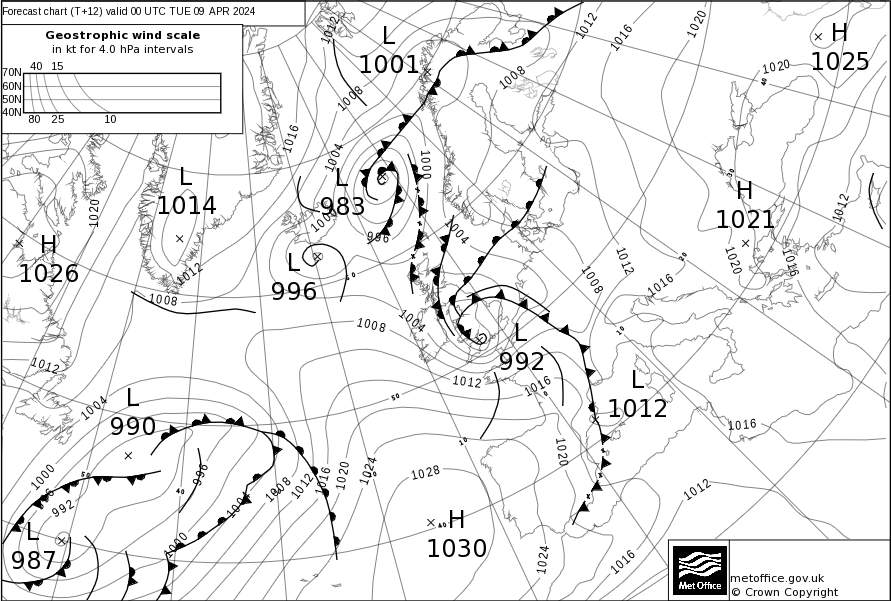 Forecast chart (T+12) valid 00 UTC TUE 09 APR 2024
Geostrophic wind scale
in kt for 4.0 hPa intervals
40 15
70N
60N
50N
40N
80 25 10
L
1001
H
1025
1012
1016
1020
1020
1008
1008
1016
1004
1000
L
1014
L
983
996
1004
H
1021
1012
1020
1016
1020
H
1026
1012
1008
L
996
1008
1004
1008
1012
1016
L
992
1012
1016
L
1012
1012
1004
L
990
1000
992
996
L
987
1000
1004
1008
1012
1016
1020
1024
1028
H
1030
1020
1024
1016
1012
1016
Met Office
metoffice.gov.uk
© Crown Copyright